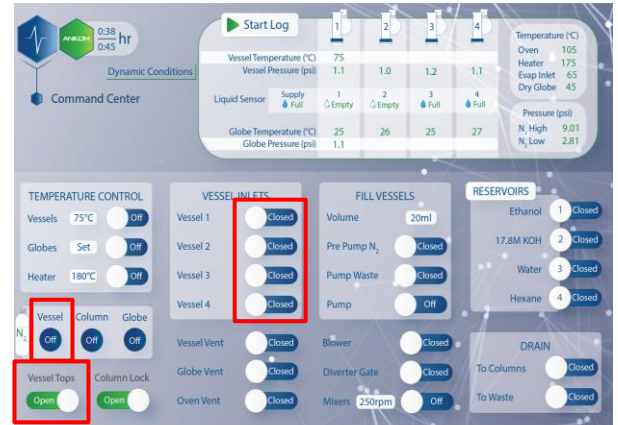 Start Log 1 2 3 4
ANKOM 0:38 hr
0:45
Temperature (°C)
Oven 105
Heater 175
Evap Inlet 65
Dry Globe 45
Vessel Temperature (°C) 75
Vessel Pressure (psi) 1.1 1.0 1.2 1.1
Dynamic Conditions
Command Center
Liquid Sensor Supply 1 2 3 4
Full Empty Empty Full Full
Pressure (psi)
N2 High 9.01
N2 Low 2.81
Globe Temperature (°C) 25 26 25 27
Globe Pressure (psi) 1.1
TEMPERATURE CONTROL
Vessels 75°C Off
Globes Set Off
Heater 180°C Off
VESSEL INLETS
Vessel 1 Closed
Vessel 2 Closed
Vessel 3 Closed
Vessel 4 Closed
FILL VESSELS
Volume 20ml
Pre Pump N2 Closed
Pump Waste Closed
Pump Off
RESERVOIRS
Ethanol 1 Closed
17.8M KOH 2 Closed
Water 3 Closed
Hexane 4 Closed
Vessel Column Globe
N2 Off Off Off
Vessel Tops Column Lock
Open Open
Vessel Vent Closed
Globe Vent Closed
Oven Vent Closed
Blower Closed
Diverter Gate Closed
Mixers 250rpm Off
DRAIN
To Columns Closed
To Waste Closed